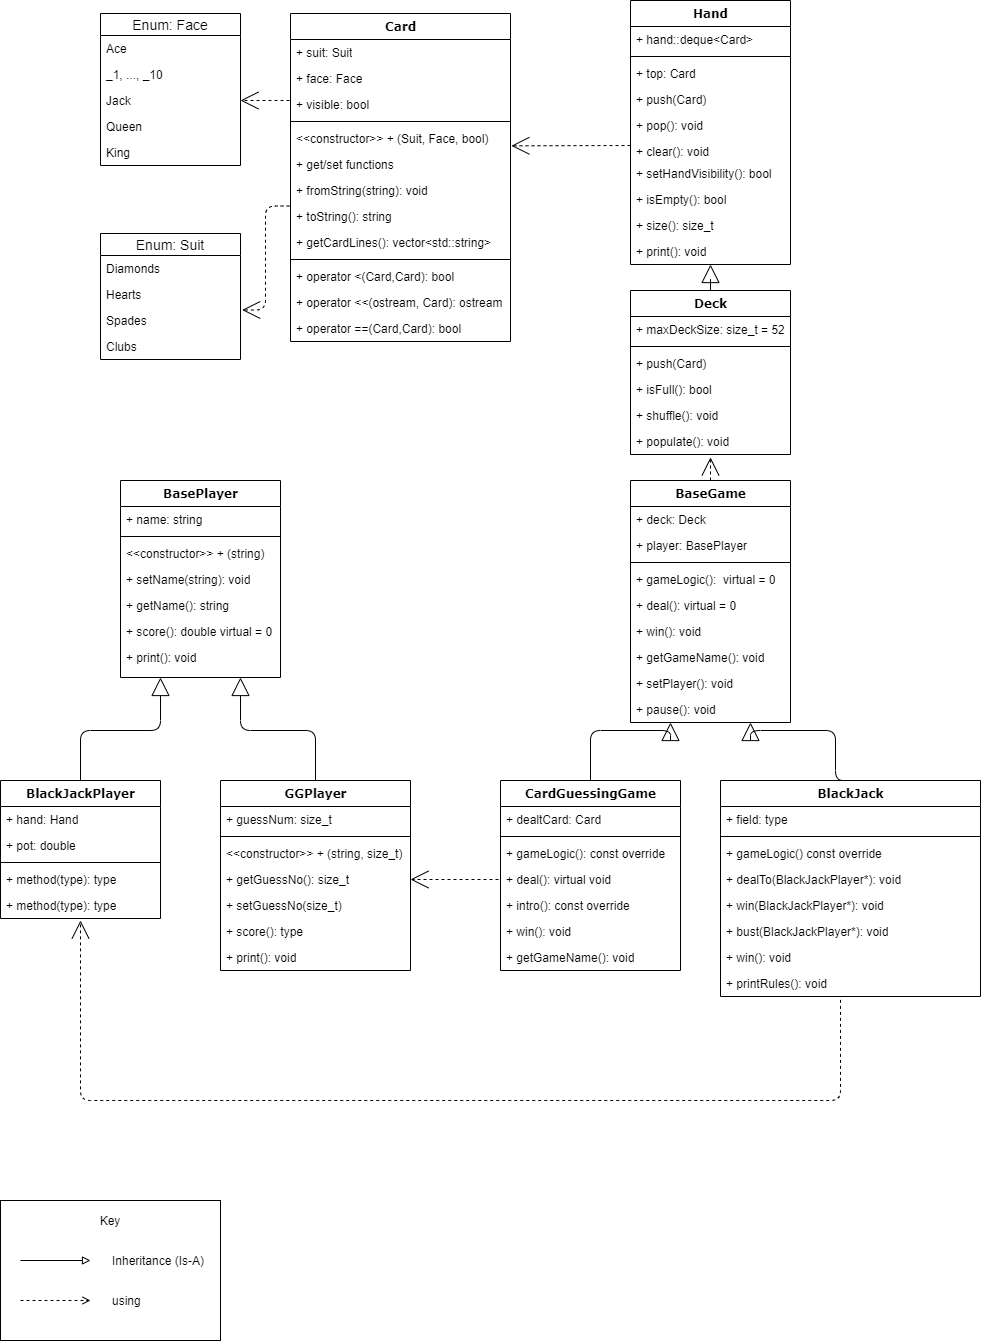 Enum: Face
Ace
_1, ..., _10
Jack
Queen
King
Enum: Suit
Diamonds
Hearts
Spades
Clubs
Card
+ suit: Suit
+ face: Face
+ visible: bool
<<constructor>> + (Suit, Face, bool)
+ get/set functions
+ fromString(string): void
+ toString(): string
+ getCardLines(): vector<std::string>
+ operator <(Card,Card): bool
+ operator <<(ostream, Card): ostream
+ operator ==(Card,Card): bool
Hand
+ hand::deque<Card>
+ top: Card
+ push(Card)
+ pop(): void
+ clear(): void
+ setHandVisibility(): bool
+ isEmpty(): bool
+ size(): size_t
+ print(): void
Deck
+ maxDeckSize: size_t = 52
+ push(Card)
+ isFull(): bool
+ shuffle(): void
+ populate(): void
BasePlayer
+ name: string
<<constructor>> + (string)
+ setName(string): void
+ getName(): string
+ score(): double virtual = 0
+ print(): void
BaseGame
+ deck: Deck
+ player: BasePlayer
+ gameLogic():  virtual = 0
+ deal(): virtual = 0
+ win(): void
+ getGameName(): void
+ setPlayer(): void
+ pause(): void
BlackJackPlayer
+ hand: Hand
+ pot: double
+ method(type): type
+ method(type): type
GGPlayer
+ guessNum: size_t
<<constructor>> + (string, size_t)
+ getGuessNo(): size_t
+ setGuessNo(size_t)
+ score(): type
+ print(): void
CardGuessingGame
+ dealtCard: Card
+ gameLogic(): const override
+ deal(): virtual void
+ intro(): const override
+ win(): void
+ getGameName(): void
BlackJack
+ field: type
+ gameLogic() const override
+ dealTo(BlackJackPlayer*): void
+ win(BlackJackPlayer*): void
+ bust(BlackJackPlayer*): void
+ win(): void
+ printRules(): void
Key
Inheritance (Is-A)
using